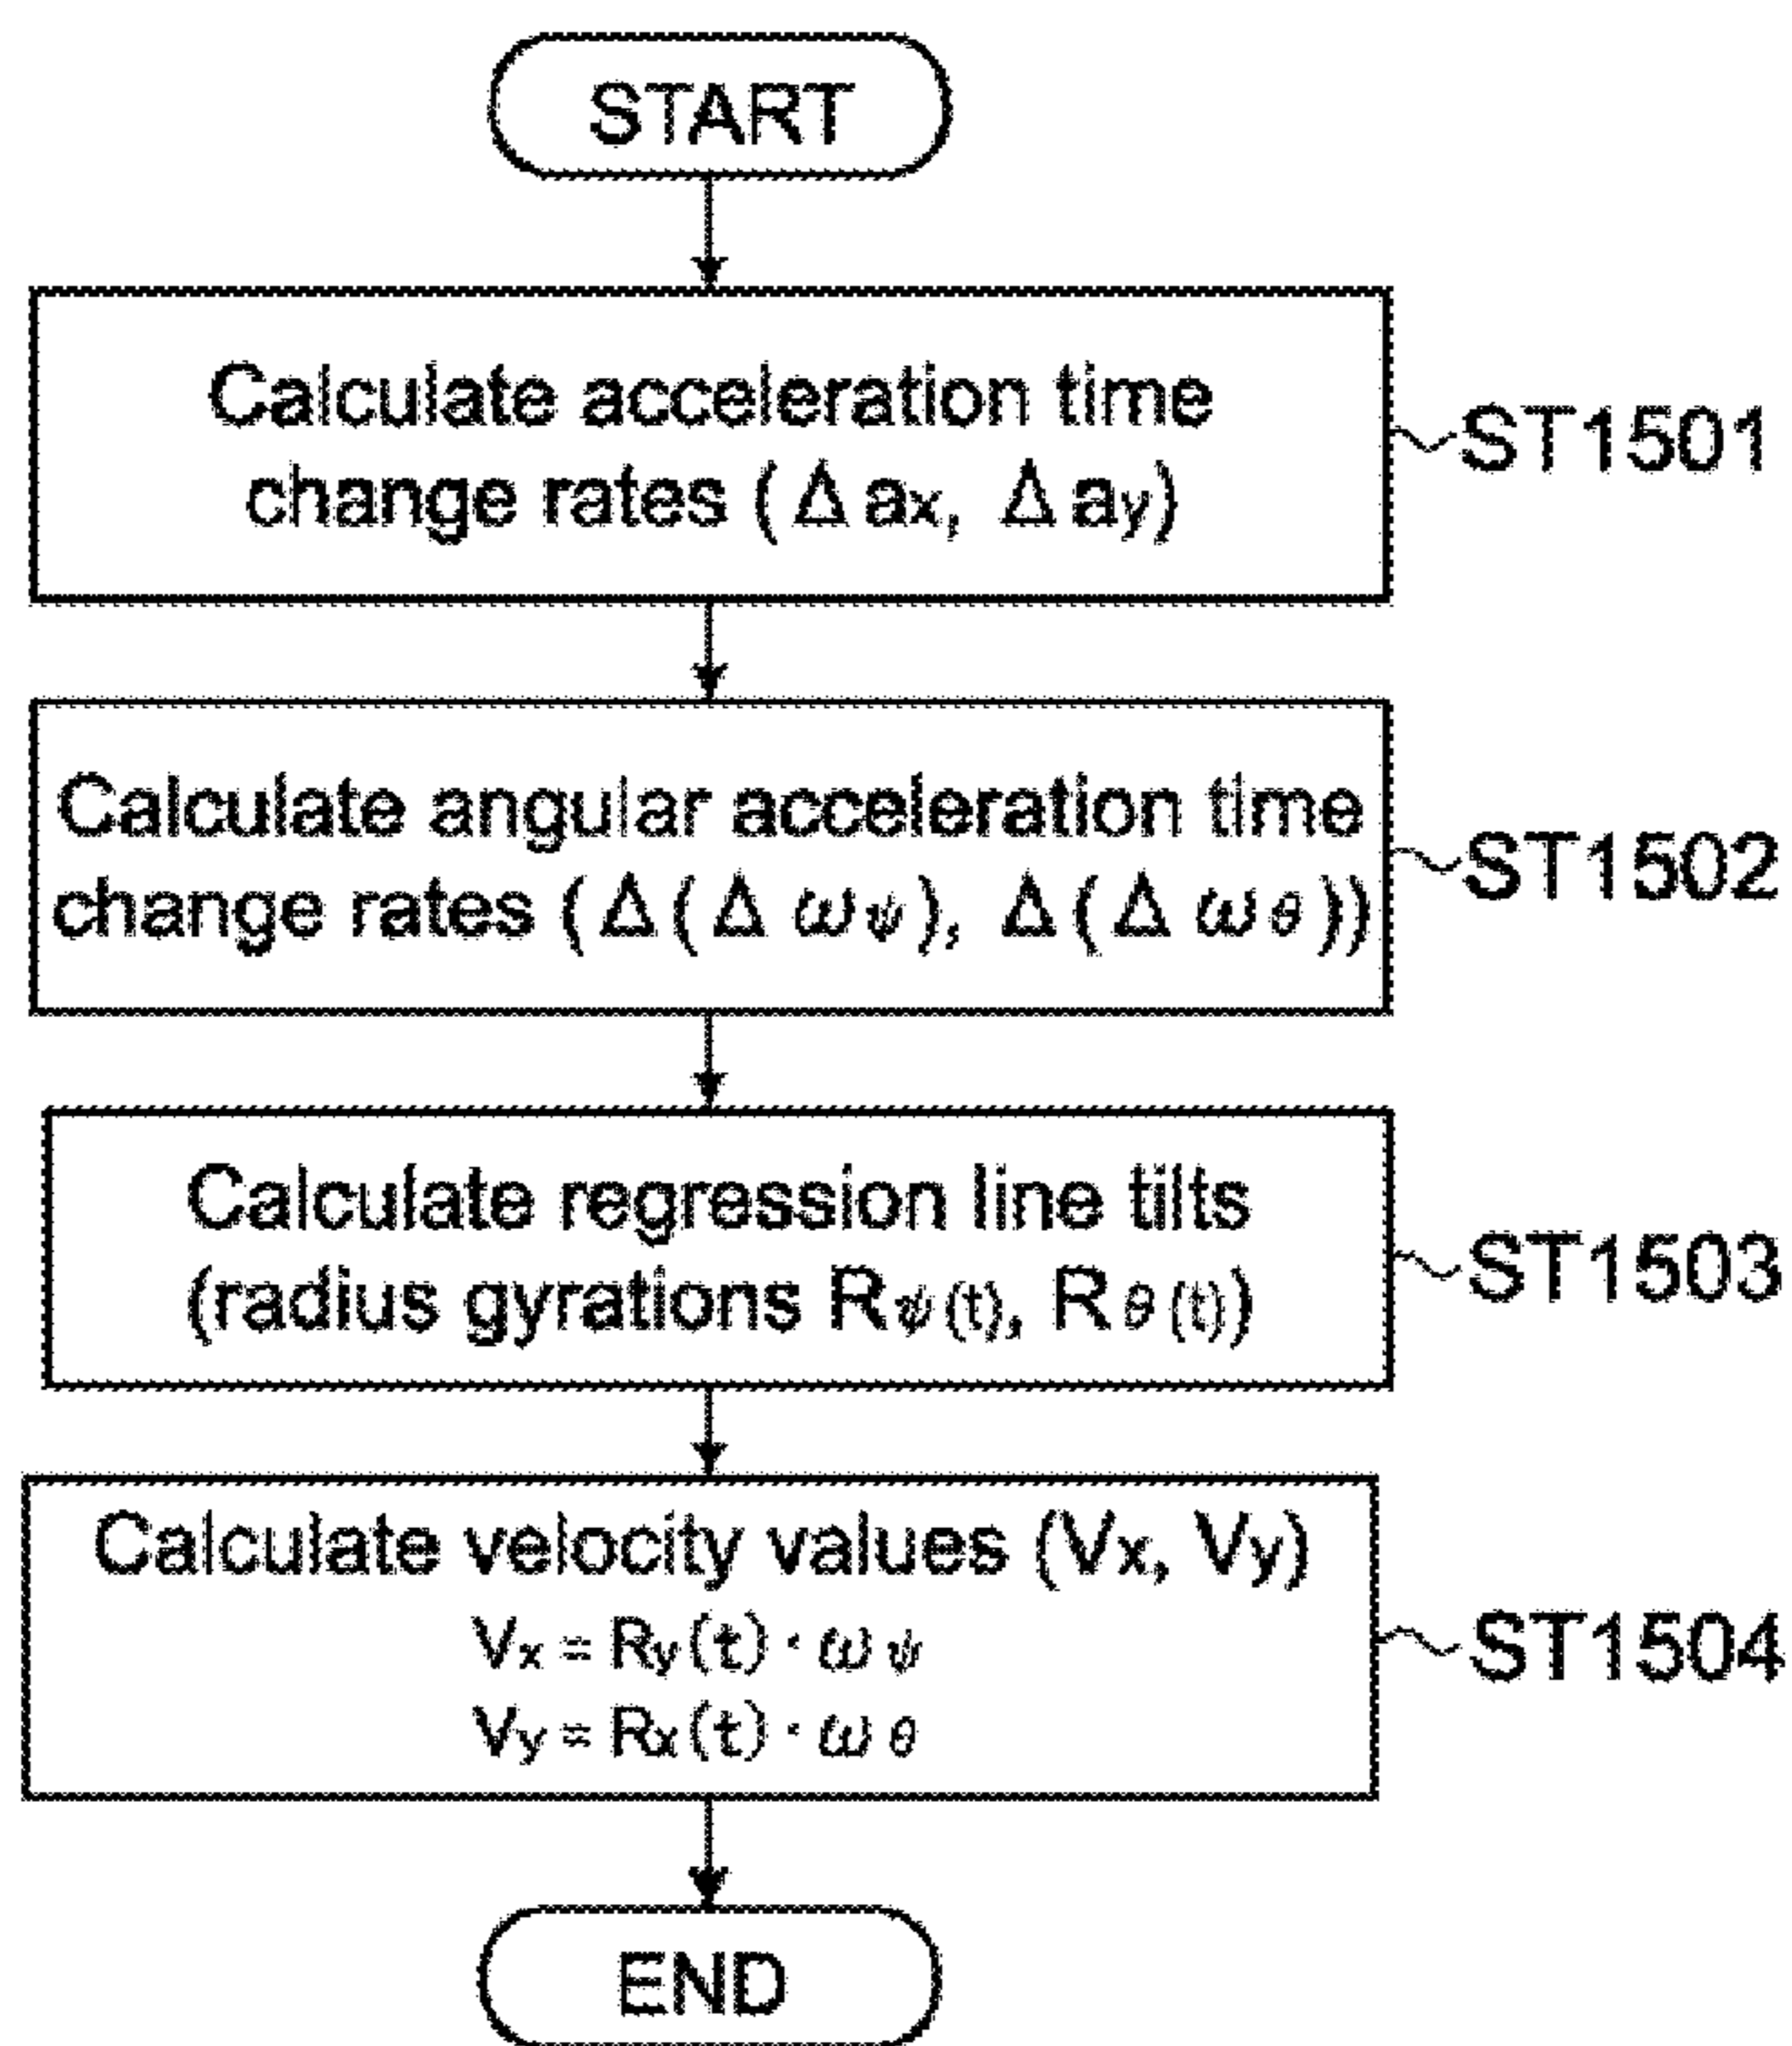 START
Calculate acceleration time
change rates (Δax, Δay)
ST1501
Calculate angular acceleration time
change rates (Δ(Δωψ), Δ(Δωθ))
ST1502
Calculate regression line tilts
(radius gyrations Rψ(t), Rθ(t))
ST1503
Calculate velocity values (Vx, Vy)
Vx = Ry(t)・ωψ
Vy = Rx(t)・ωθ
ST1504
END